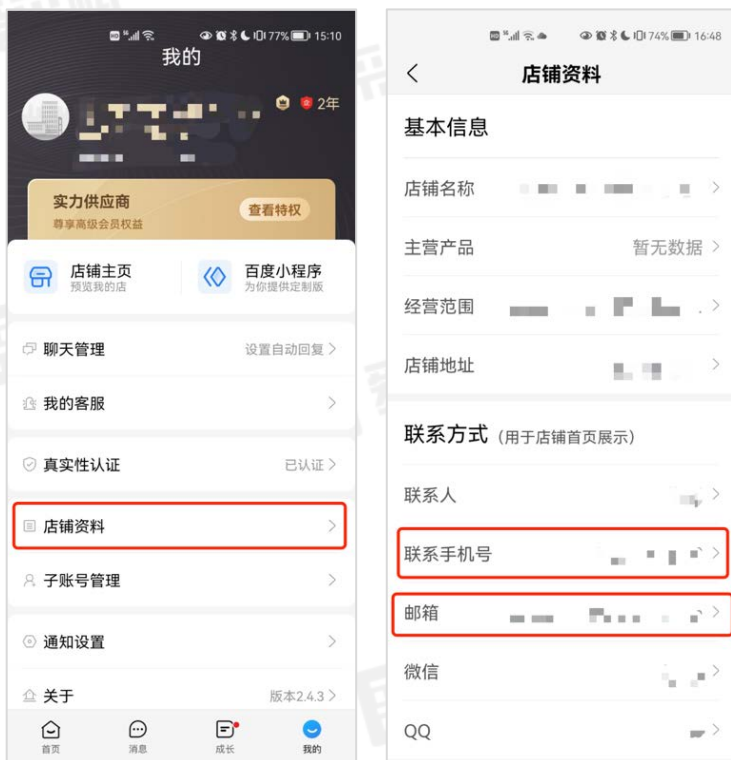 77% 15:10
我的
2年
实力供应商
尊享高级会员权益
查看特权
店铺主页
预览我的店
百度小程序
为你提供定制版
聊天管理 设置自动回复
我的客服
真实性认证 已认证
店铺资料
子账号管理
通知设置
关于 版本2.4.3
首页 消息 成长 我的
74% 16:48
店铺资料
基本信息
店铺名称
主营产品 暂无数据
经营范围
店铺地址
联系方式 (用于店铺首页展示)
联系人
联系手机号
邮箱
微信
QQ